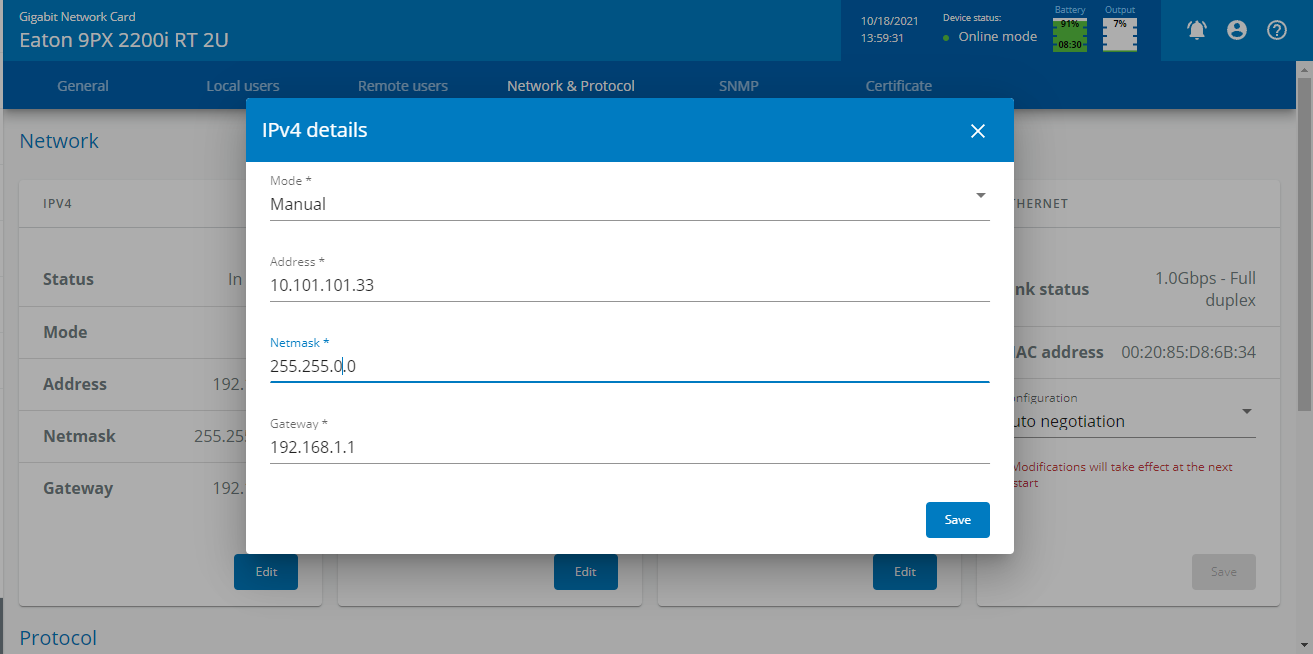 Gigabit Network Card
Eaton 9PX 2200i RT 2U
10/18/2021
13:59:31
Device status:
Online mode
Battery
91%
08:30
Output
7%
General
Local users
Remote users
Network & Protocol
SNMP
Certificate
Network
IPv4 details
Mode *
Manual
Address *
10.101.101.33
Netmask *
255.255.0.0
Gateway *
192.168.1.1
Save
IPV4
Status In
Mode
Address 192.
Netmask 255.255
Gateway 192.
Edit
Edit
Edit
HERNET
nk status 1.0Gbps - Full
duplex
AC address 00:20:85:D8:6B:34
nfiguration
uto negotiation
Modifications will take effect at the next
start
Save
Protocol